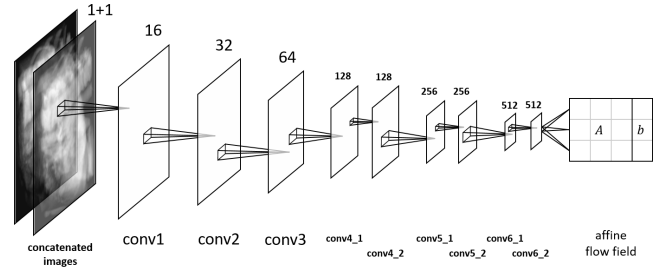 1+1
16
32
64
128
128
256
256
512
512
A
b
concatenated
images
conv1
conv2
conv3
conv4_1
conv4_2
conv5_1
conv5_2
conv6_1
conv6_2
affine
flow field